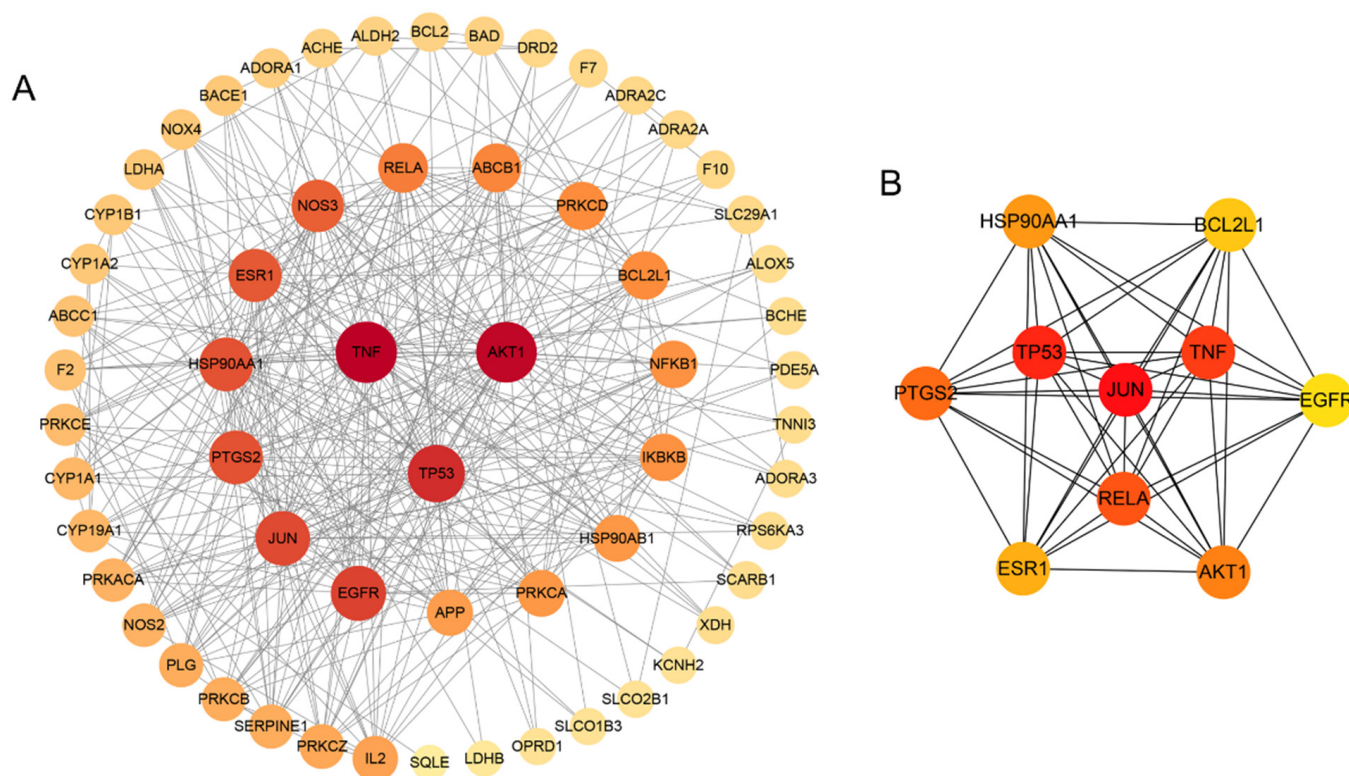 A
ACHE
ALDH2
BCL2
BAD
DRD2
F7
ADRA2C
ADRA2A
F10
SLC29A1
ALOX5
BCHE
PDE5A
TNNI3
ADORA3
RPS6KA3
SCARB1
XDH
KCNH2
SLCO2B1
SLCO1B3
OPRD1
LDHB
SQLE
IL2
PRKCZ
SERPINE1
PRKCB
PLG
NOS2
PRKACA
CYP19A1
CYP1A1
PRKCE
F2
ABCC1
CYP1A2
CYP1B1
LDHA
NOX4
BACE1
ADORA1
RELA
ABCB1
PRKCD
BCL2L1
NFKB1
IKBKB
HSP90AB1
PRKCA
APP
EGFR
JUN
PTGS2
HSP90AA1
ESR1
NOS3
TNF
AKT1
TP53
B
HSP90AA1
BCL2L1
TP53
TNF
JUN
PTGS2
EGFR
RELA
ESR1
AKT1